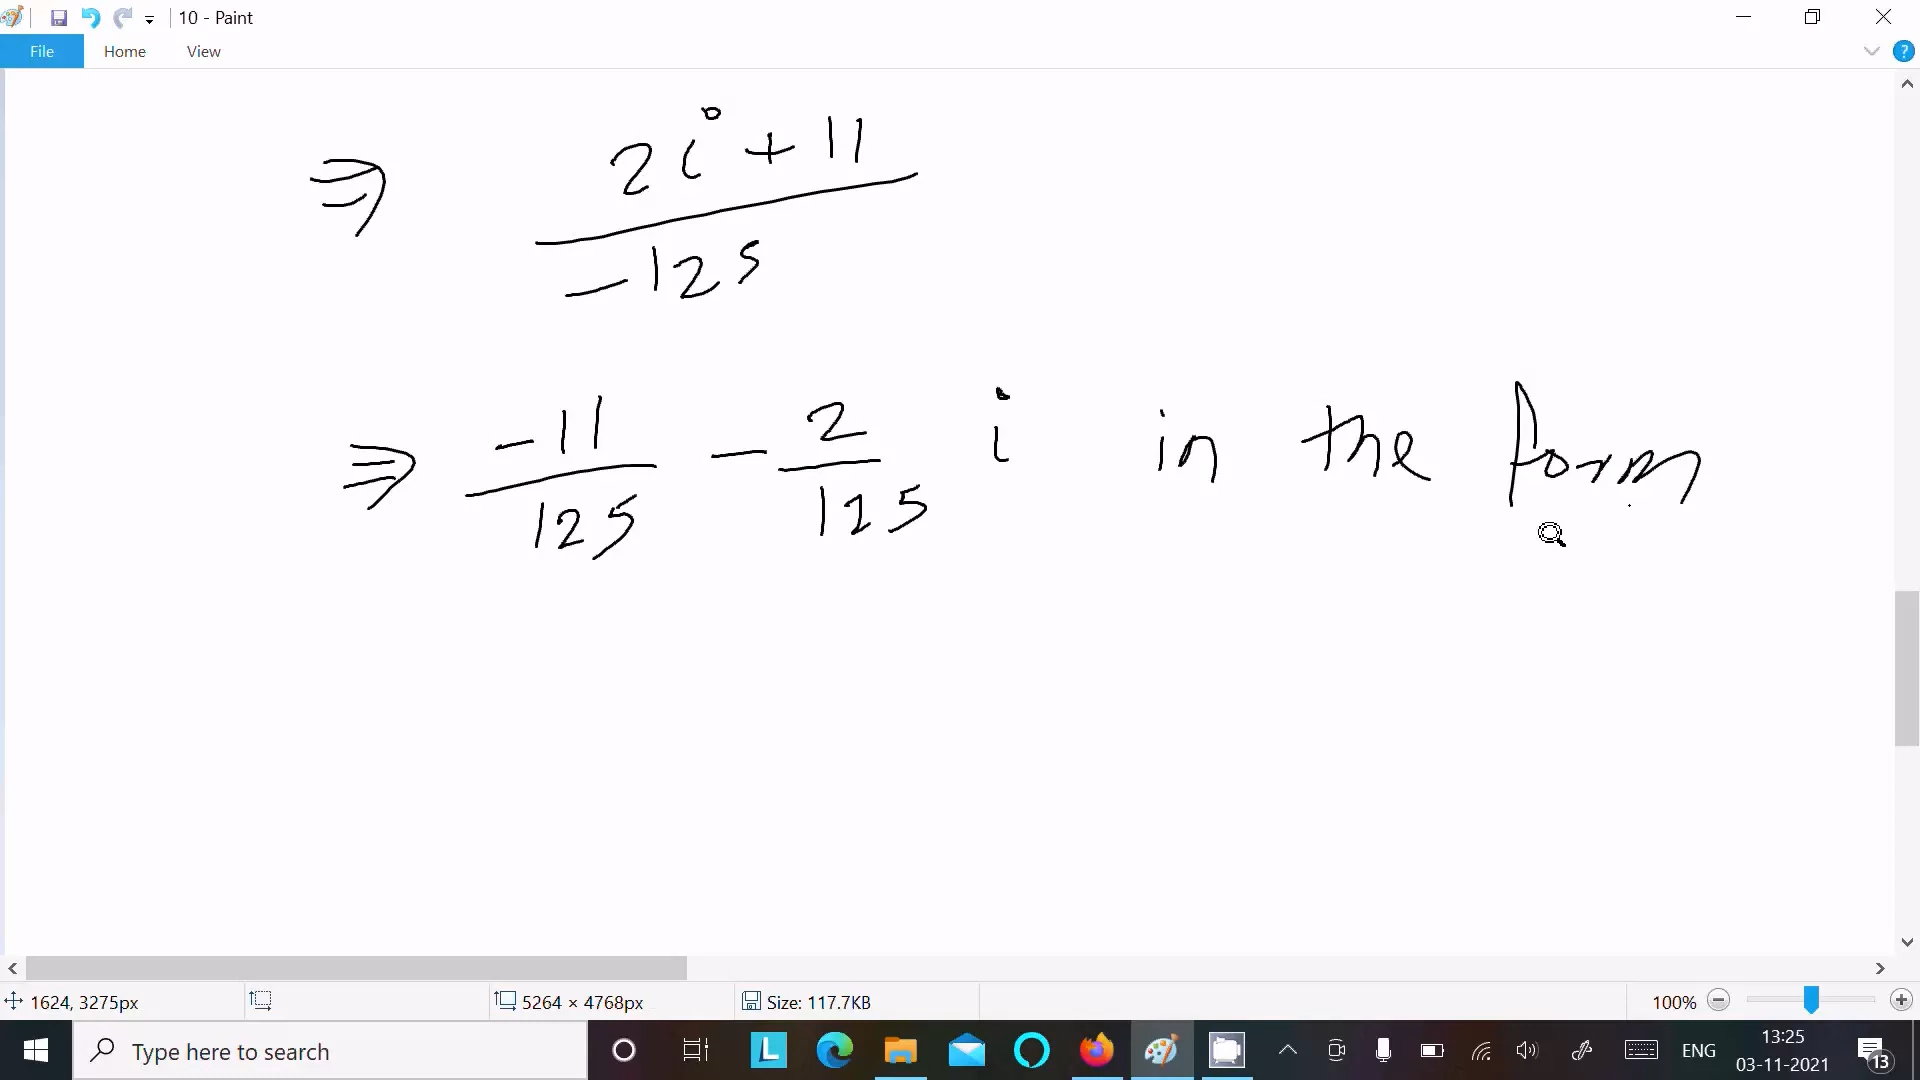 10 - Paint
File Home View
⇒ 2i + 11
-125
⇒ -11/125 - 2/125 i in the form
1624, 3275px 5264 × 4768px Size: 117.7KB 100%
Type here to search L ENG 13:25
03-11-2021 13